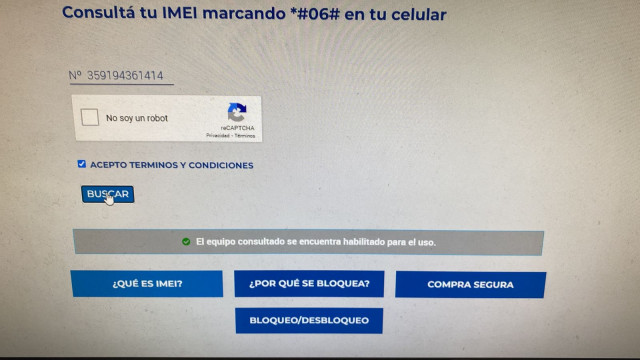 Consultá tu IMEI marcando *#06# en tu celular
Nº 359194361414
No soy un robot
reCAPTCHA
Privacidad - Términos
ACEPTO TERMINOS Y CONDICIONES
BUSCAR
El equipo consultado se encuentra habilitado para el uso.
¿QUÉ ES IMEI?
¿POR QUÉ SE BLOQUEA?
COMPRA SEGURA
BLOQUEO/DESBLOQUEO